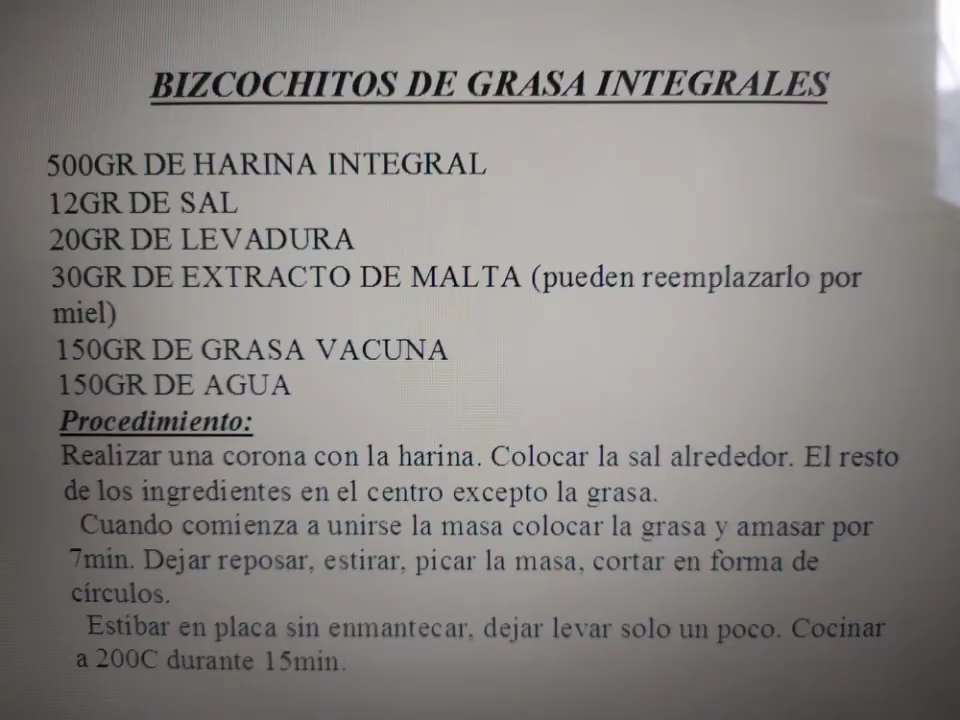 BIZCOCHITOS DE GRASA INTEGRALES
500GR DE HARINA INTEGRAL
12GR DE SAL
20GR DE LEVADURA
30GR DE EXTRACTO DE MALTA (pueden reemplazarlo por
miel)
150GR DE GRASA VACUNA
150GR DE AGUA
Procedimiento:
Realizar una corona con la harina. Colocar la sal alrededor. El resto
de los ingredientes en el centro excepto la grasa.
Cuando comienza a unirse la masa colocar la grasa y amasar por
7min. Dejar reposar, estirar, picar la masa, cortar en forma de
círculos.
Estibar en placa sin enmantecar, dejar levar solo un poco. Cocinar
a 200C durante 15min.